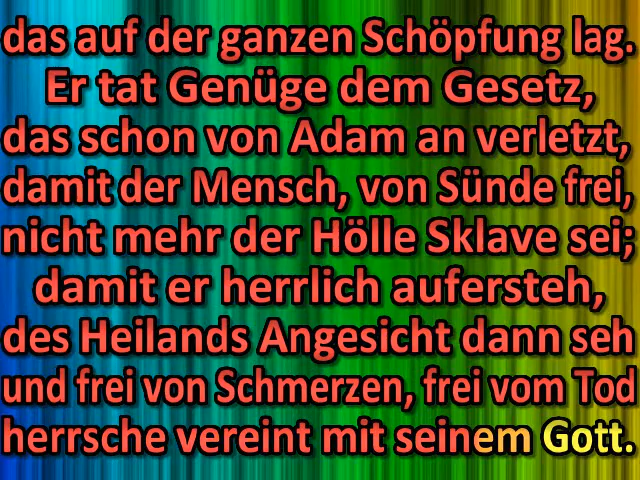 das auf der ganzen Schöpfung lag.
Er tat Genüge dem Gesetz,
das schon von Adam an verletzt,
damit der Mensch, von Sünde frei,
nicht mehr der Hölle Sklave sei;
damit er herrlich aufersteh,
des Heilands Angesicht dann seh
und frei von Schmerzen, frei vom Tod
herrsche vereint mit seinem Gott.